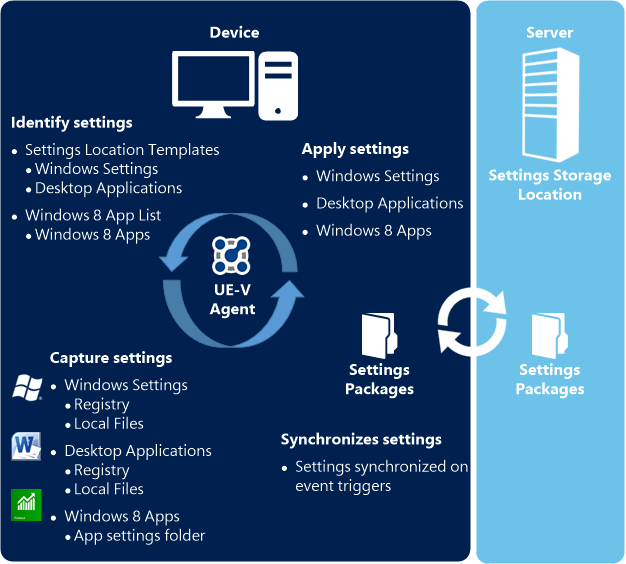 Device
Identify settings
• Settings Location Templates
• Windows Settings
• Desktop Applications
• Windows 8 App List
• Windows 8 Apps
Apply settings
• Windows Settings
• Desktop Applications
• Windows 8 Apps
UE-V
Agent
Capture settings
• Windows Settings
• Registry
• Local Files
W
• Desktop Applications
• Registry
• Local Files
• Windows 8 Apps
• App settings folder
Settings
Packages
Synchronizes settings
• Settings synchronized on
event triggers
Server
Settings Storage
Location
Settings
Packages